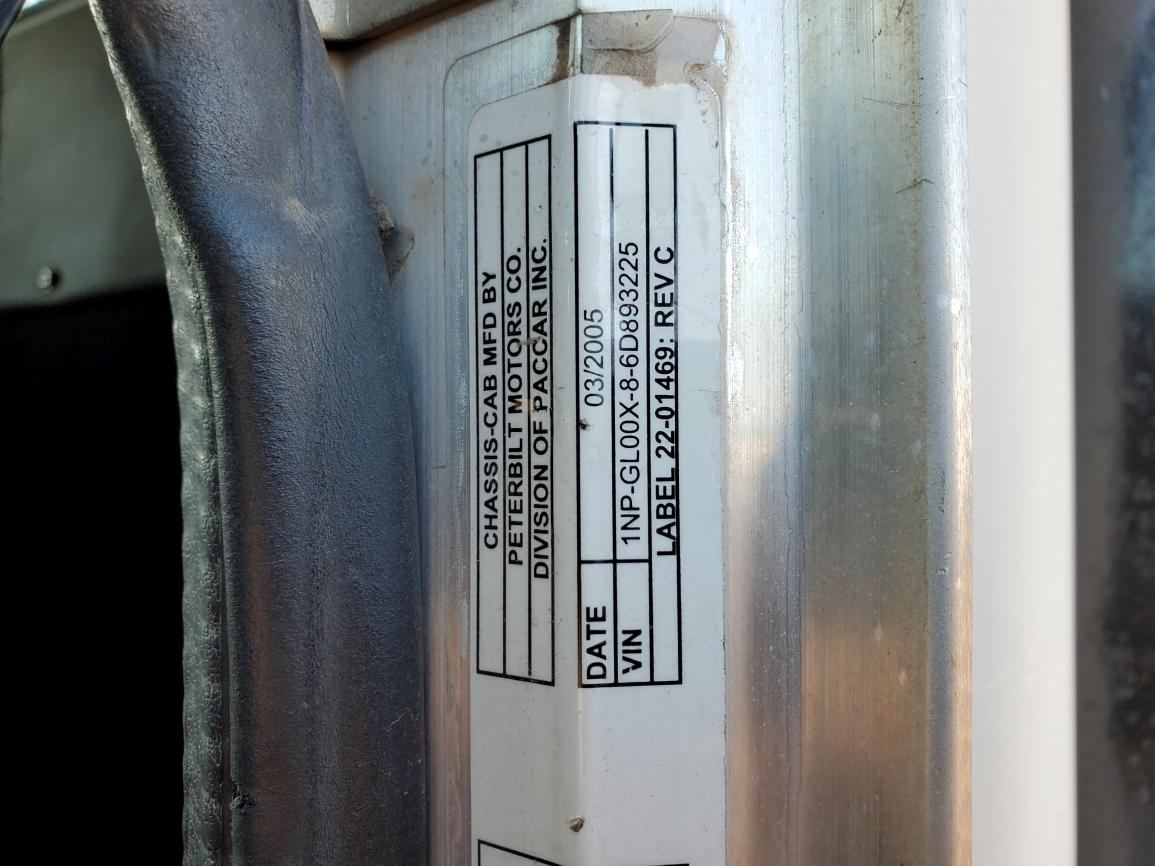 CHASSIS-CAB MFD BY
PETERBILT MOTORS CO.
DIVISION OF PACCAR INC.
DATE 03/2005
VIN 1NP-GL00X-8-6D893225
LABEL 22-01469: REV C